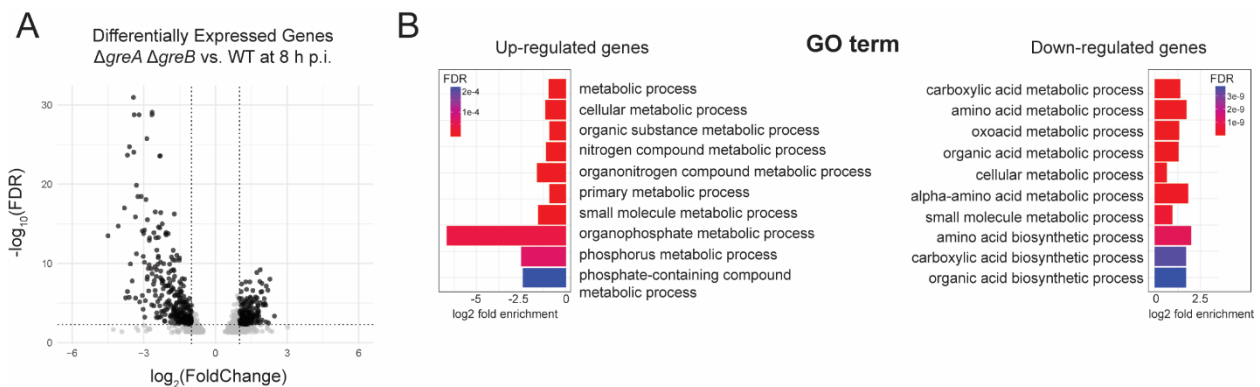 A
Differentially Expressed Genes
ΔgreA ΔgreB vs. WT at 8 h p.i.
-log10(FDR)
30
20
10
0
-6
-3
0
3
6
log2(FoldChange)
B
Up-regulated genes
GO term
Down-regulated genes
FDR
2e-4
1e-4
metabolic process
cellular metabolic process
organic substance metabolic process
nitrogen compound metabolic process
organonitrogen compound metabolic process
primary metabolic process
small molecule metabolic process
organophosphate metabolic process
phosphorus metabolic process
phosphate-containing compound
metabolic process
-5
-2.5
0
log2 fold enrichment
carboxylic acid metabolic process
amino acid metabolic process
oxoacid metabolic process
organic acid metabolic process
cellular metabolic process
alpha-amino acid metabolic process
small molecule metabolic process
amino acid biosynthetic process
carboxylic acid biosynthetic process
organic acid biosynthetic process
FDR
3e-9
2e-9
1e-9
0
2.5
log2 fold enrichment